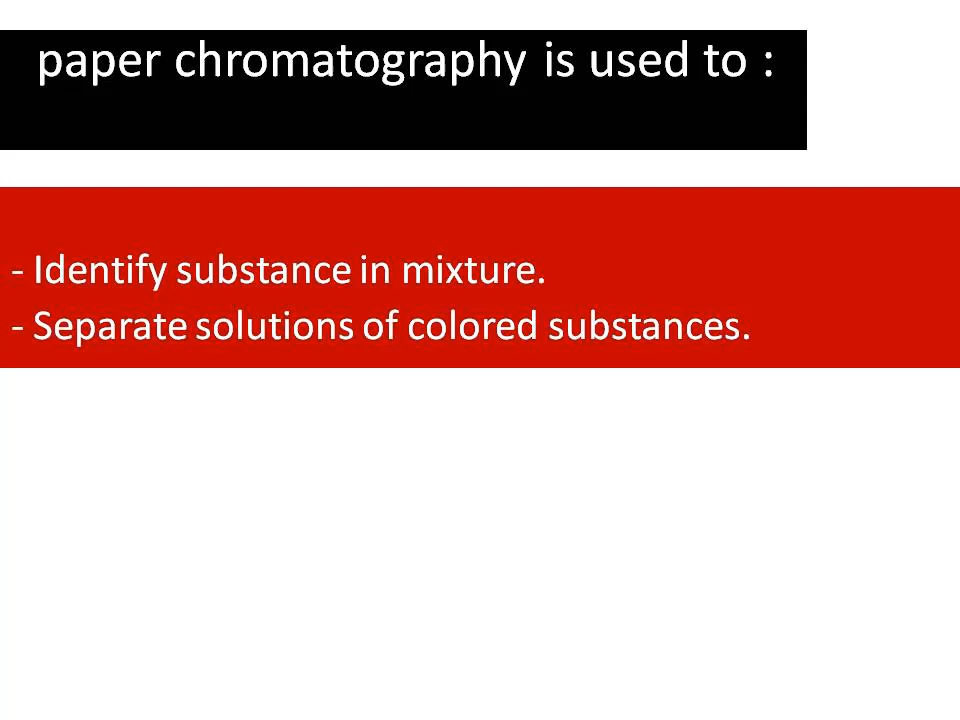 paper chromatography is used to :
- Identify substance in mixture.
- Separate solutions of colored substances.